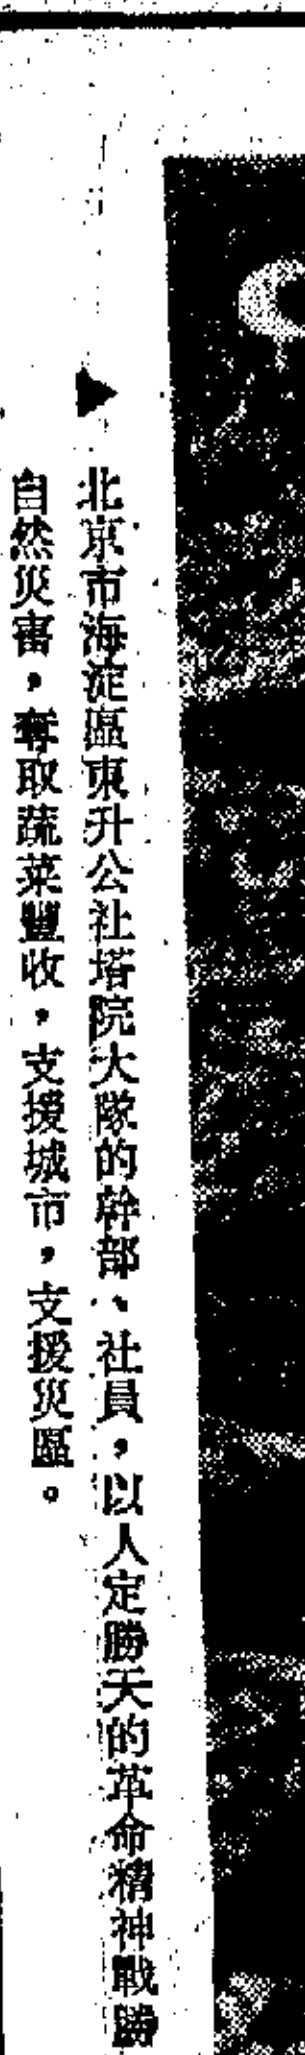 ▶北京市海淀區東升公社塔院大隊的幹部、社員，以人定勝天的革命精神戰勝
自然災害，奪取蔬菜豐收，支援城市，支援災區。